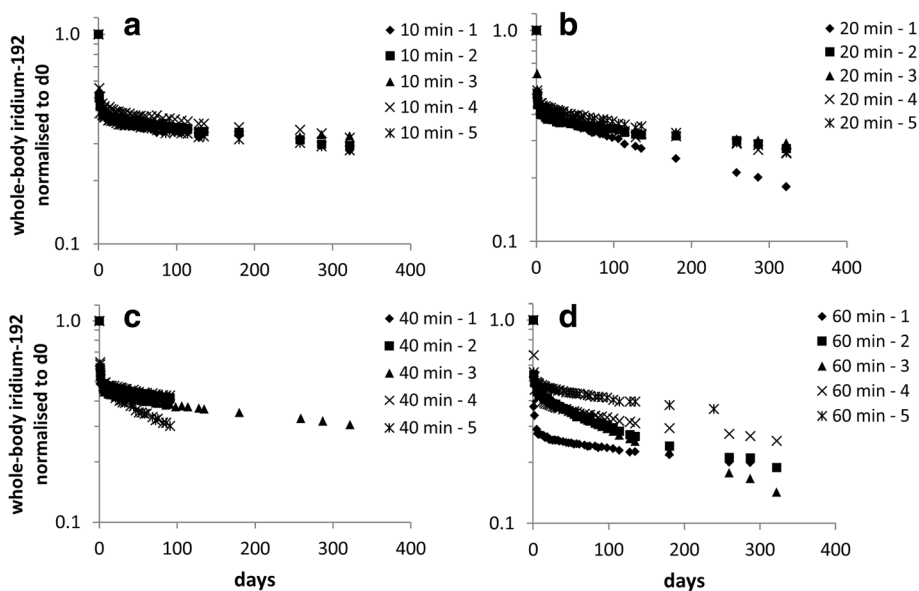 a
whole-body iridium-192
normalised to d0
1.0
0.1
0 100 200 300 400
10 min - 1
10 min - 2
10 min - 3
10 min - 4
10 min - 5
b
1.0
0.1
0 100 200 300 400
20 min - 1
20 min - 2
20 min - 3
20 min - 4
20 min - 5
c
whole-body iridium-192
normalised to d0
1.0
0.1
0 100 200 300 400
days
40 min - 1
40 min - 2
40 min - 3
40 min - 4
40 min - 5
d
1.0
0.1
0 100 200 300 400
days
60 min - 1
60 min - 2
60 min - 3
60 min - 4
60 min - 5